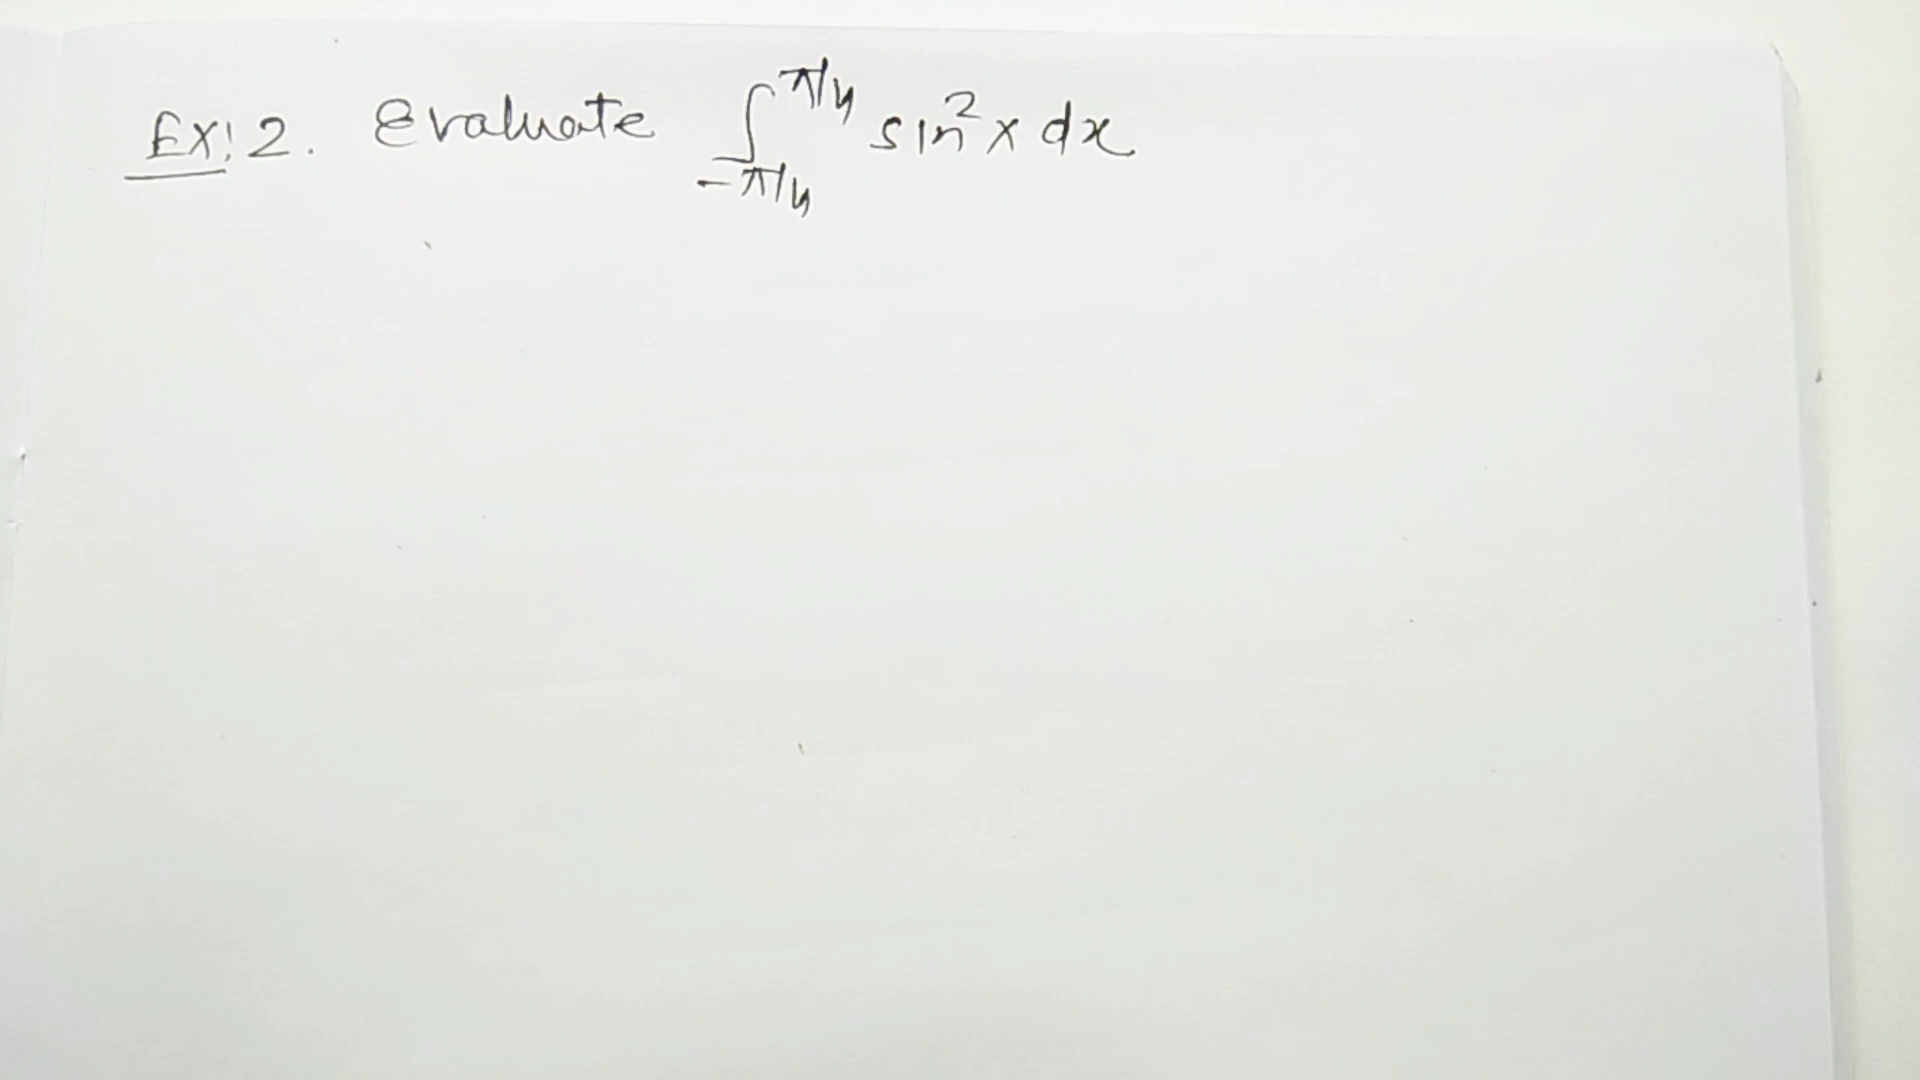 Ex: 2. Evaluate ∫_{-π/4}^{π/4} sin²x dx